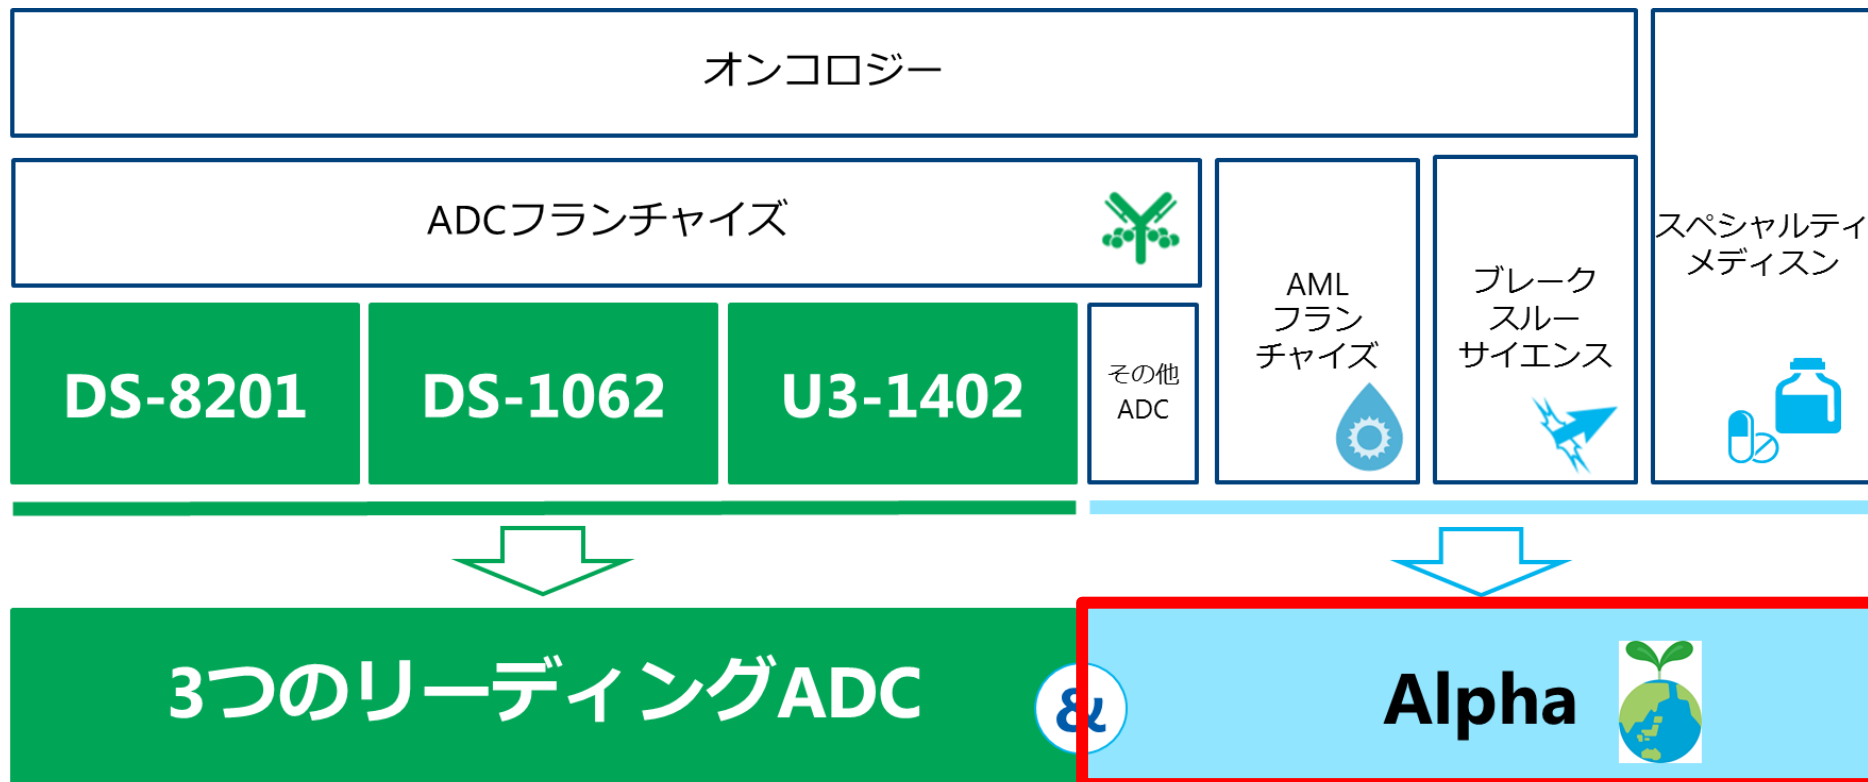 オンコロジー
ADCフランチャイズ
スペシャルティ
メディスン
AML
フラン
チャイズ
ブレーク
スルー
サイエンス
DS-8201
DS-1062
U3-1402
その他
ADC
3つのリーディングADC
&
Alpha